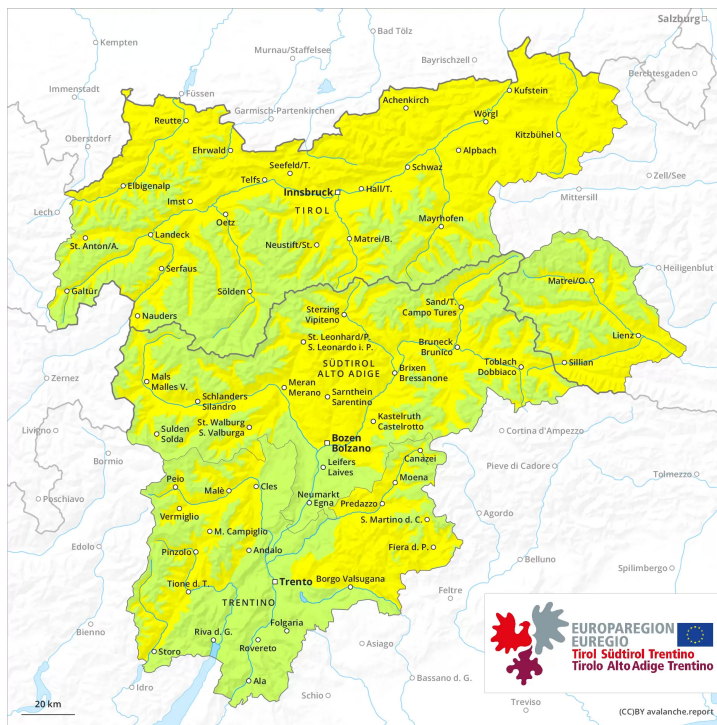 Salzburg
Bad Tölz
Kempten
Murnau/Staffelsee
Bayrischzell
Berchtesgaden
Immenstadt
Füssen
Garmisch-Partenkirchen
Achenkirch
Kufstein
Reutte
Wörgl
Kitzbühel
Oberstdorf
Ehrwald
Alpbach
Seefeld/T.
Schwaz
Zell/See
Elbigenalp
Telfs
Innsbruck
Hall/T.
Mittersill
Lech
Imst
TIROL
Mayrhofen
Oetz
St. Anton/A.
Landeck
Neustift/St.
Matrei/B.
Heiligenblut
Serfaus
Matrei/O.
Galtür
Sölden
Nauders
Sterzing
Vipiteno
Sand/T.
Campo Tures
Lienz
St. Leonhard/P.
S. Leonardo i. P.
Bruneck
Brunico
Sillian
SÜDTIROL
ALTO ADIGE
Toblach
Dobbiaco
Zernez
Mals
Malles V.
Meran
Merano
Brixen
Bressanone
Schlanders
Silandro
Sarnthein
Sarentino
St. Walburg
S. Valburga
Kastelruth
Castelrotto
Livigno
Sulden
Solda
Cortina d'Ampezzo
Bozen
Bolzano
Bormio
Canazei
Leifers
Laives
Pieve di Cadore
Tolmezzo
Peio
Malè
Cles
Moena
Poschiavo
Neumarkt
Egna
Predazzo
Vermiglio
Agordo
S. Martino d. C.
M. Campiglio
Edolo
Pinzolo
Andalo
Fiera d. P.
Belluno
Spilimbergo
Trento
Tione d. T.
Borgo Valsugana
Feltre
TRENTINO
Folgaria
Bienno
Riva d. G.
Rovereto
Asiago
Storo
Bassano d. G.
Ala
Idro
Schio
Treviso
EUROPAREGION
EUREGIO
Tirol Südtirol Trentino
Tirolo Alto Adige Trentino
20 km
(CC)BY avalanche.report